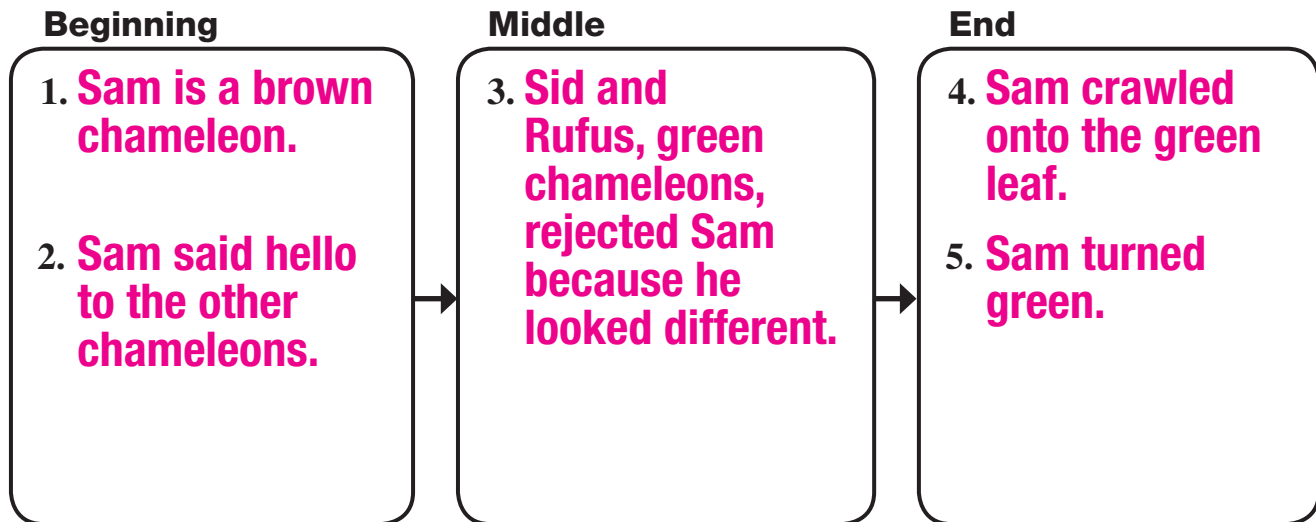 Beginning
1. Sam is a brown
chameleon.
2. Sam said hello
to the other
chameleons.
Middle
3. Sid and
Rufus, green
chameleons,
rejected Sam
because he
looked different.
End
4. Sam crawled
onto the green
leaf.
5. Sam turned
green.